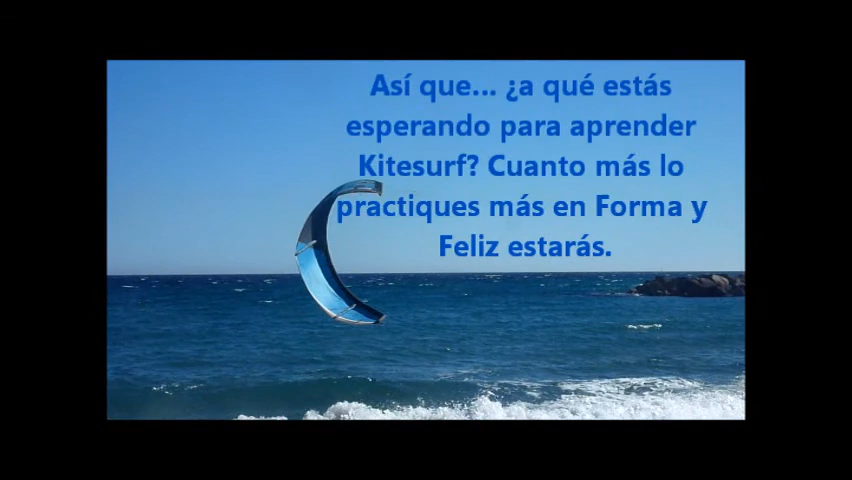 Así que... ¿a qué estás
esperando para aprender
Kitesurf? Cuanto más lo
practiques más en Forma y
Feliz estarás.